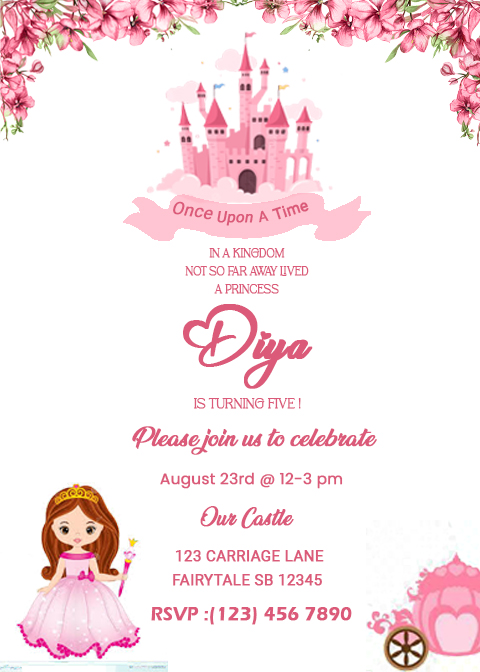 Once Upon A Time
IN A KINGDOM
NOT SO FAR AWAY LIVED
A PRINCESS
Diya
IS TURNING FIVE !
Please join us to celebrate
August 23rd @ 12-3 pm
Our Castle
123 CARRIAGE LANE
FAIRYTALE SB 12345
RSVP :(123) 456 7890